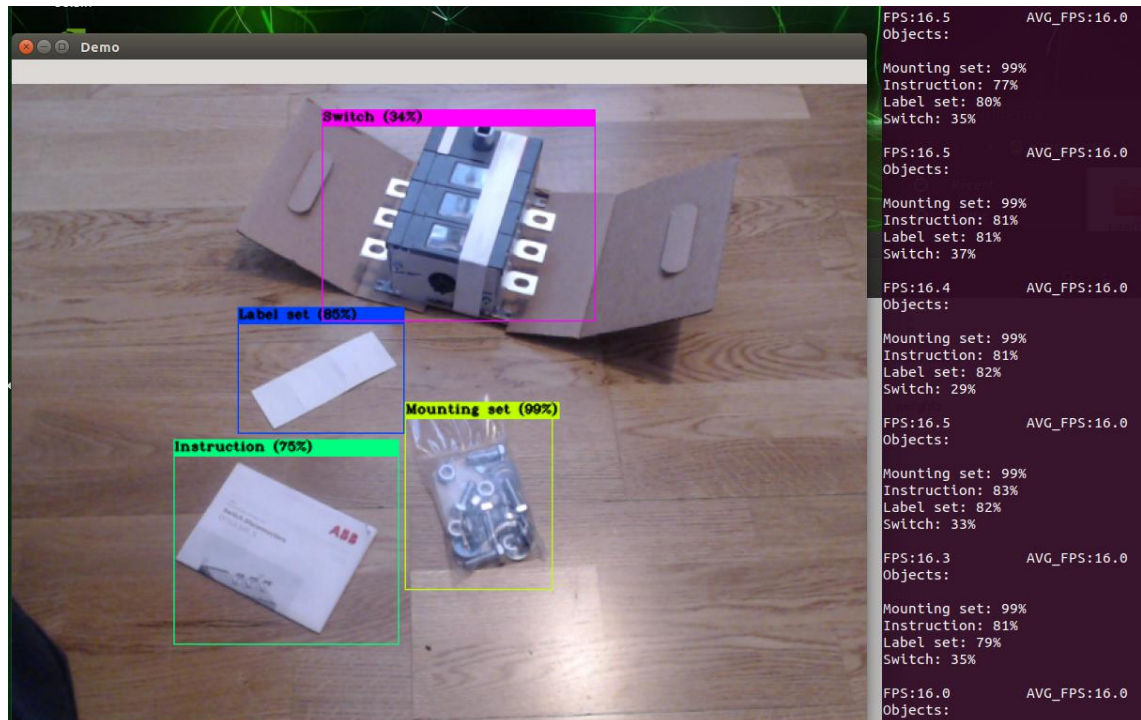 Demo
Switch (34%)
Label set (85%)
Mounting set (99%)
Instruction (75%)
Switch-disconnectors
ABB
FPS:16.5 AVG_FPS:16.0
Objects:
Mounting set: 99%
Instruction: 77%
Label set: 80%
Switch: 35%
FPS:16.5 AVG_FPS:16.0
Objects:
Mounting set: 99%
Instruction: 81%
Label set: 81%
Switch: 37%
FPS:16.4 AVG_FPS:16.0
Objects:
Mounting set: 99%
Instruction: 81%
Label set: 82%
Switch: 29%
FPS:16.5 AVG_FPS:16.0
Objects:
Mounting set: 99%
Instruction: 83%
Label set: 82%
Switch: 33%
FPS:16.3 AVG_FPS:16.0
Objects:
Mounting set: 99%
Instruction: 81%
Label set: 79%
Switch: 35%
FPS:16.0 AVG_FPS:16.0
Objects: